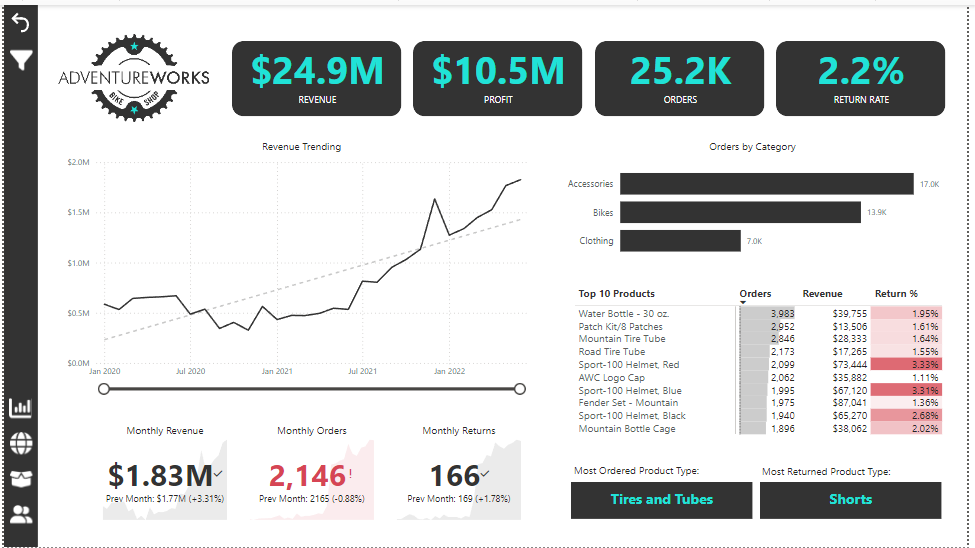 ADVENTUREWORKS
BIKE SHOP
$24.9M
REVENUE
$10.5M
PROFIT
25.2K
ORDERS
2.2%
RETURN RATE
Revenue Trending
$2.0M
$1.5M
$1.0M
$0.5M
$0.0M
Jan 2020 Jul 2020 Jan 2021 Jul 2021 Jan 2022
Orders by Category
Accessories 17.0K
Bikes 13.9K
Clothing 7.0K
Top 10 Products Orders Revenue Return %
Water Bottle - 30 oz. 3,983 $39,755 1.95%
Patch Kit/8 Patches 2,952 $13,506 1.61%
Mountain Tire Tube 2,846 $28,333 1.64%
Road Tire Tube 2,173 $17,265 1.55%
Sport-100 Helmet, Red 2,099 $73,444 3.33%
AWC Logo Cap 2,062 $35,882 1.11%
Sport-100 Helmet, Blue 1,995 $67,120 3.31%
Fender Set - Mountain 1,975 $87,041 1.36%
Sport-100 Helmet, Black 1,940 $65,270 2.68%
Mountain Bottle Cage 1,896 $38,062 2.02%
Monthly Revenue
$1.83M
Prev Month: $1.77M (+3.31%)
Monthly Orders
2,146!
Prev Month: 2165 (-0.88%)
Monthly Returns
166
Prev Month: 169 (+1.78%)
Most Ordered Product Type:
Tires and Tubes
Most Returned Product Type:
Shorts